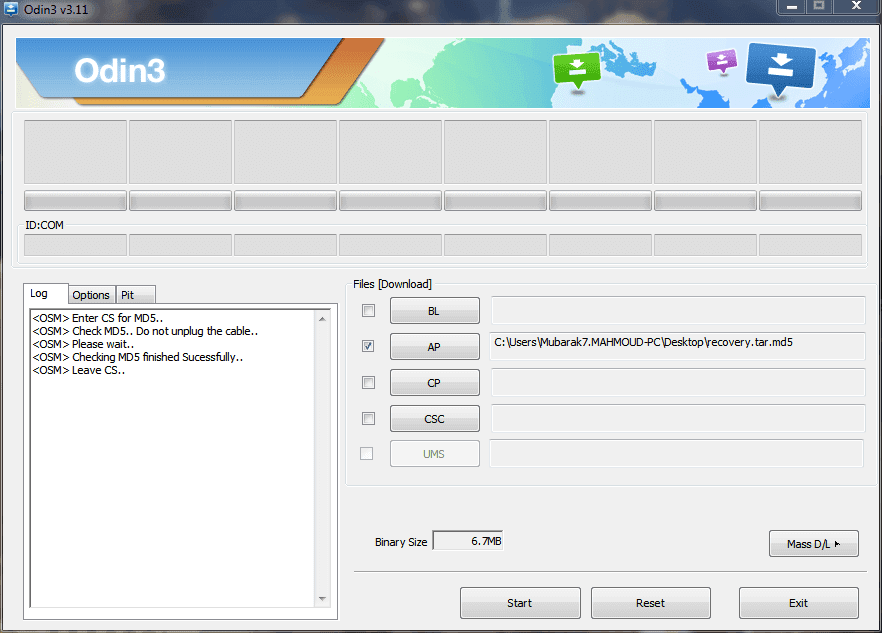 Odin3 v3.11
Odin3
ID:COM
Log
Options
Pit
<OSM> Enter CS for MD5..
<OSM> Check MD5.. Do not unplug the cable..
<OSM> Please wait..
<OSM> Checking MD5 finished Sucessfully..
<OSM> Leave CS..
Files [Download]
BL
AP
C:\Users\Mubarak7.MAHMOUD-PC\Desktop\recovery.tar.md5
CP
CSC
UMS
Binary Size
6.7MB
Mass D/L
Start
Reset
Exit